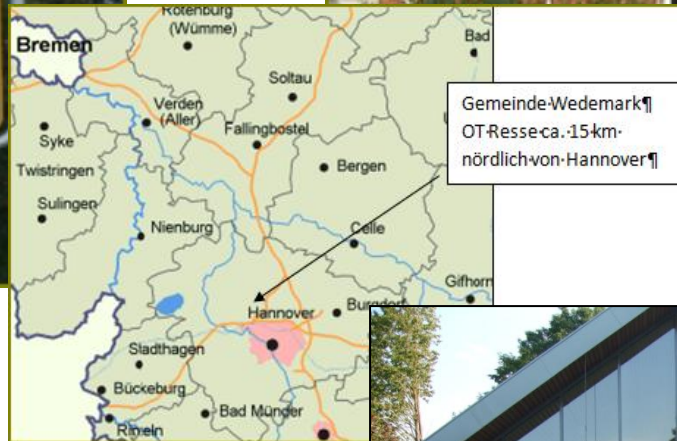 Rotenburg
(Wümme)
Bremen
Bad
Soltau
Verden
(Aller)
Fallingbostel
Syke
Twistringen
Bergen
Sulingen
Nienburg
Celle
Gifhorn
Hannover
Burgdorf
Stadthagen
Bückeburg
Bad Münder
Rinteln
Gemeinde·Wedemark¶
OT·Resse·ca.·15·km·
nördlich·von·Hannover¶